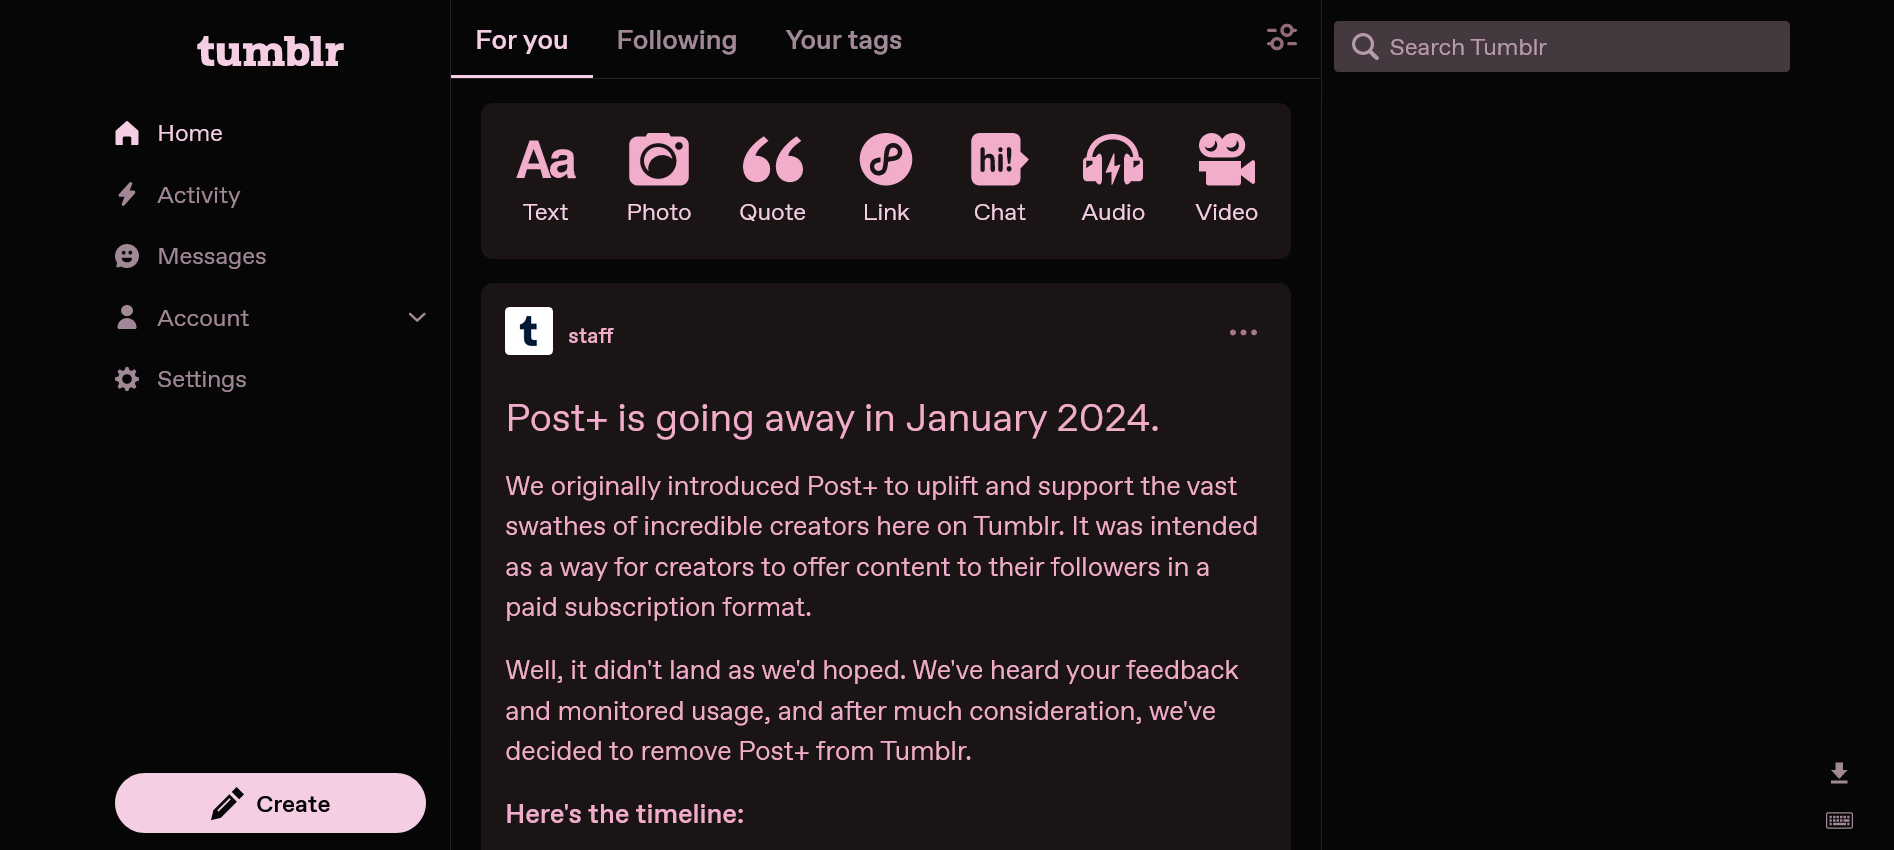 tumblr
Home
Activity
Messages
Account
Settings
Create
For you
Following
Your tags
Aa
Text
Photo
Quote
Link
hi!
Chat
Audio
Video
t
staff
Post+ is going away in January 2024.
We originally introduced Post+ to uplift and support the vast
swathes of incredible creators here on Tumblr. It was intended
as a way for creators to offer content to their followers in a
paid subscription format.
Well, it didn't land as we'd hoped. We've heard your feedback
and monitored usage, and after much consideration, we've
decided to remove Post+ from Tumblr.
Here's the timeline:
Search Tumblr